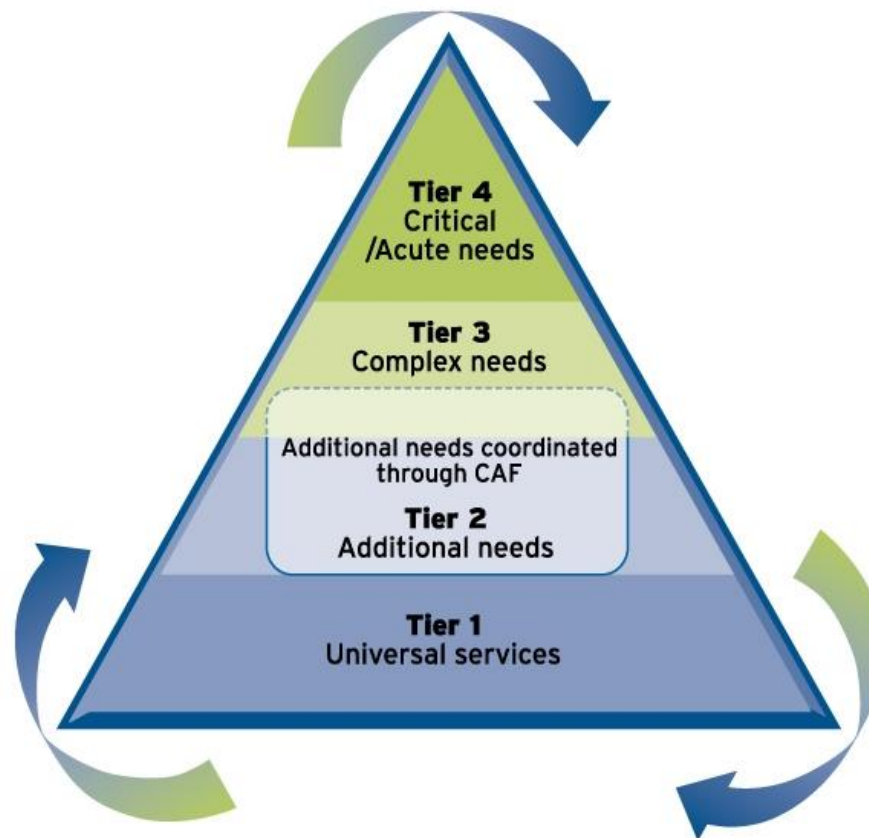 Tier 4
Critical
/Acute needs
Tier 3
Complex needs
Additional needs coordinated
through CAF
Tier 2
Additional needs
Tier 1
Universal services